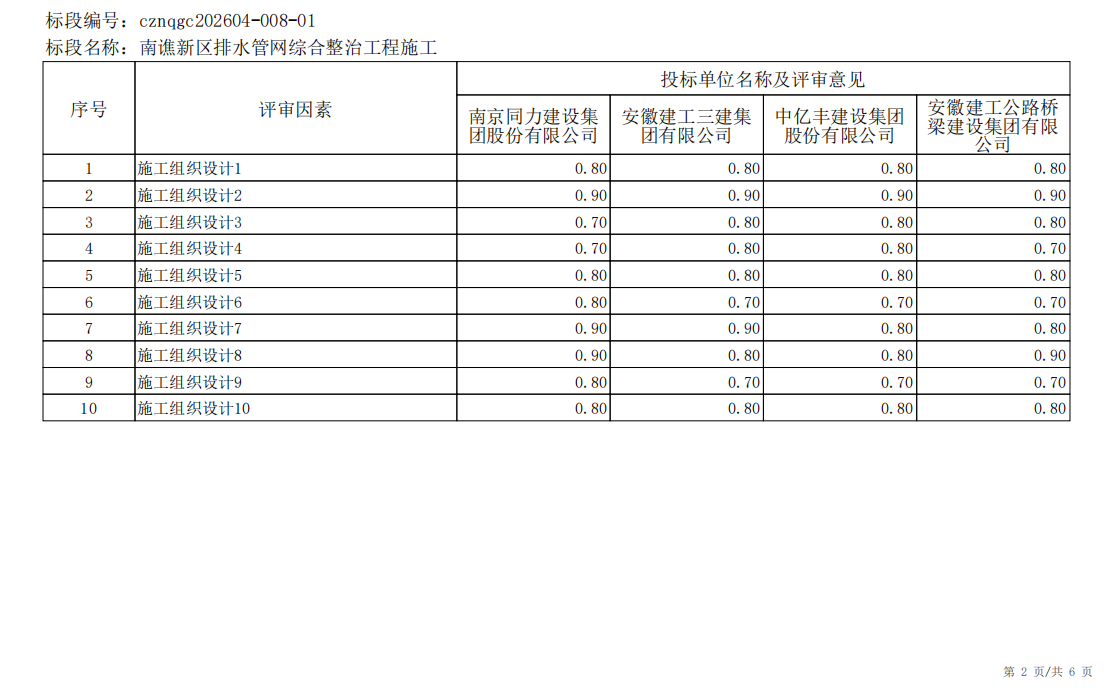 标段编号：cznqgc202604-008-01
标段名称：南谯新区排水管网综合整治工程施工
序号 评审因素 投标单位名称及评审意见
南京同力建设集团股份有限公司 安徽建工三建集团有限公司 中亿丰建设集团股份有限公司 安徽建工公路桥梁建设集团有限公司
1 施工组织设计1 0.80 0.80 0.80 0.80
2 施工组织设计2 0.90 0.90 0.90 0.90
3 施工组织设计3 0.70 0.80 0.80 0.80
4 施工组织设计4 0.70 0.80 0.80 0.70
5 施工组织设计5 0.80 0.80 0.80 0.80
6 施工组织设计6 0.80 0.70 0.70 0.70
7 施工组织设计7 0.90 0.90 0.80 0.80
8 施工组织设计8 0.90 0.80 0.80 0.90
9 施工组织设计9 0.80 0.70 0.70 0.70
10 施工组织设计10 0.80 0.80 0.80 0.80
第 2 页/共 6 页